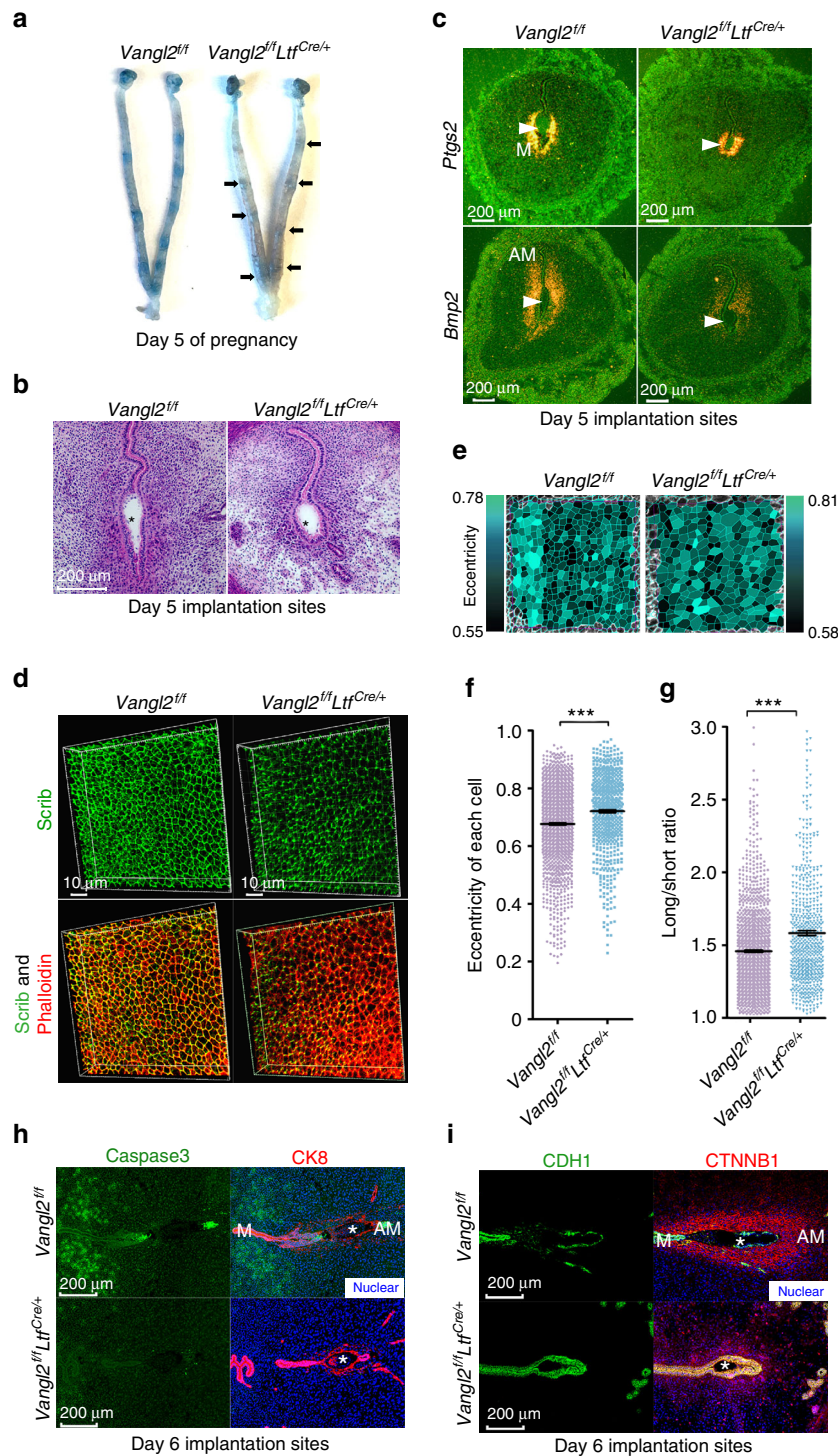 a
Vangl2f/f Vangl2f/fLtfCre/+
Day 5 of pregnancy
b
Vangl2f/f Vangl2f/fLtfCre/+
200 μm
Day 5 implantation sites
c
Vangl2f/f Vangl2f/fLtfCre/+
Ptgs2
M
200 μm 200 μm
Bmp2
AM
200 μm 200 μm
Day 5 implantation sites
d
Vangl2f/f Vangl2f/fLtfCre/+
Scrib
10 μm 10 μm
Scrib and
Phalloidin
e
Vangl2f/f Vangl2f/fLtfCre/+
0.78 0.81
Eccentricity
0.55 0.58
f
***
Eccentricity of each cell
1.0
0.8
0.6
0.4
0.2
0
Vangl2f/f
Vangl2f/fLtfCre/+
g
***
Long/short ratio
3.0
2.5
2.0
1.5
1.0
Vangl2f/f
Vangl2f/fLtfCre/+
h
Caspase3 CK8
Vangl2f/f
M * AM
200 μm
Nuclear
Vangl2f/fLtfCre/+
*
200 μm
Day 6 implantation sites
i
CDH1 CTNNB1
Vangl2f/f
M * AM
200 μm
Nuclear
Vangl2f/fLtfCre/+
*
200 μm
Day 6 implantation sites